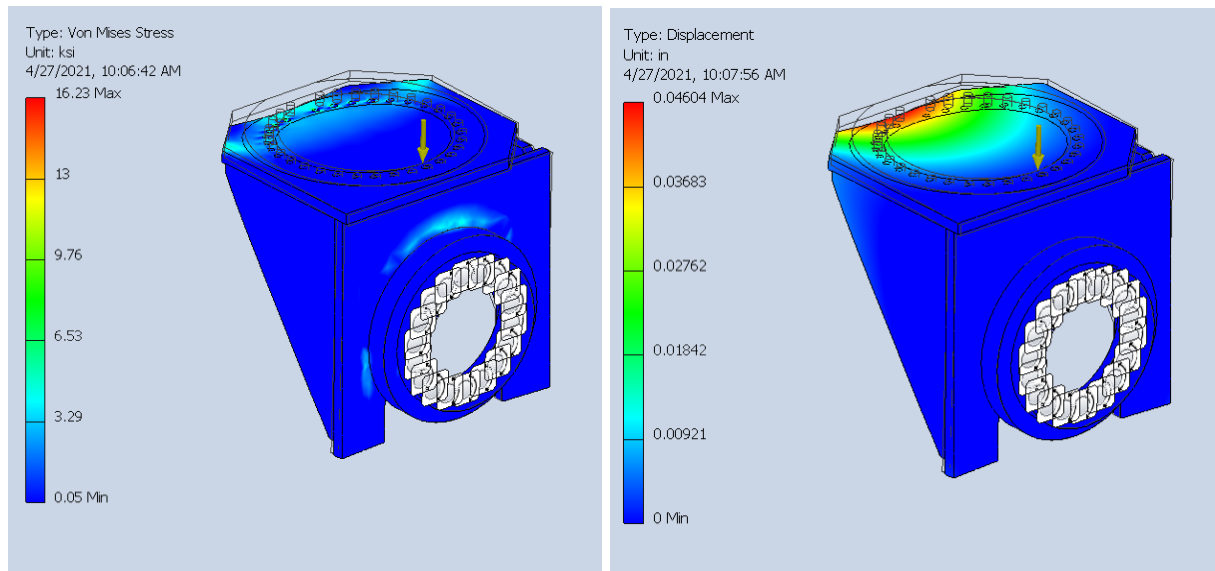 Type: Von Mises Stress
Unit: ksi
4/27/2021, 10:06:42 AM
16.23 Max
13
9.76
6.53
3.29
0.05 Min
Type: Displacement
Unit: in
4/27/2021, 10:07:56 AM
0.04604 Max
0.03683
0.02762
0.01842
0.00921
0 Min